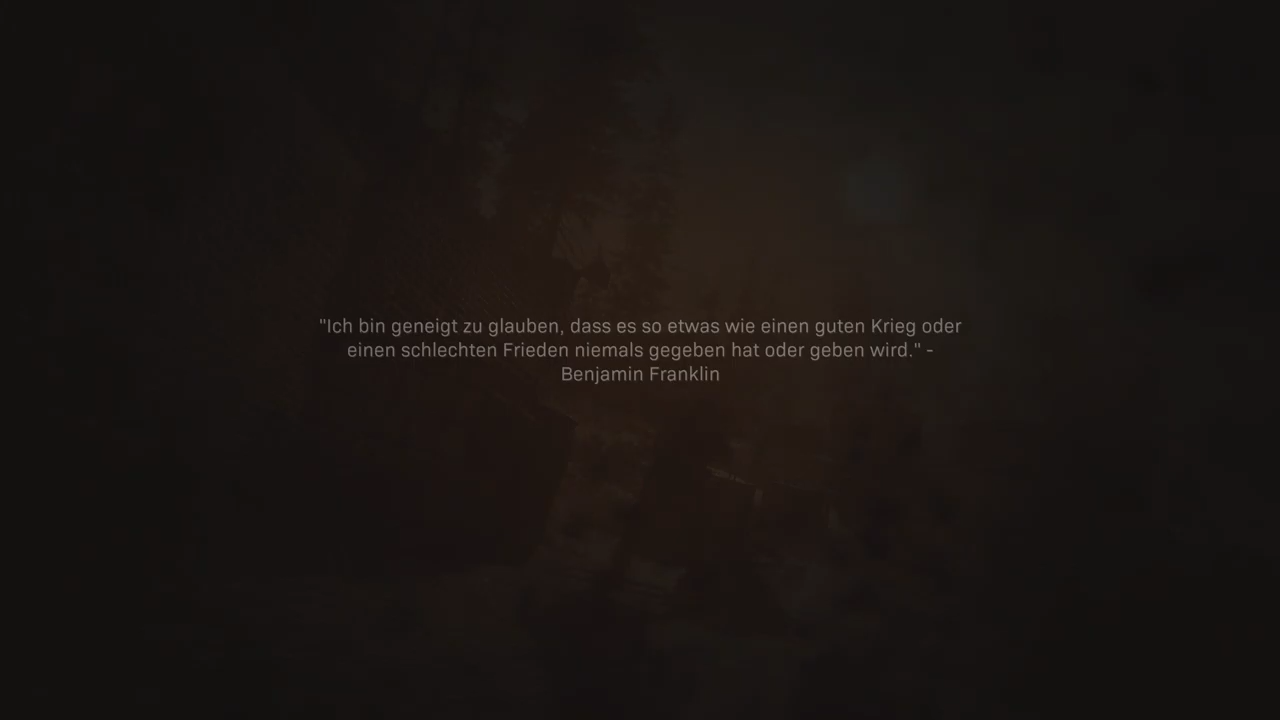 "Ich bin geneigt zu glauben, dass es so etwas wie einen guten Krieg oder
einen schlechten Frieden niemals gegeben hat oder geben wird." -
Benjamin Franklin